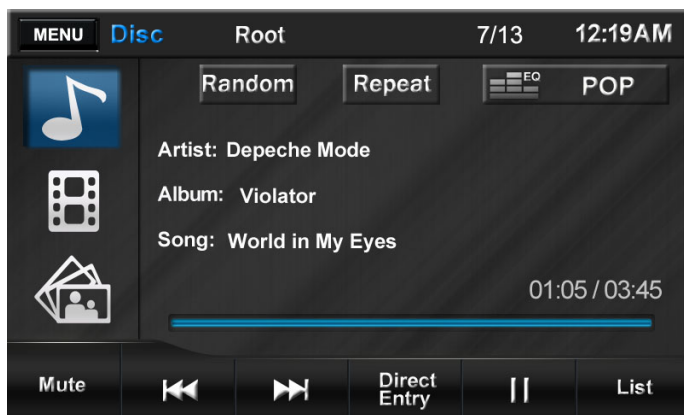 MENU Disc Root 7/13 12:19AM
Random Repeat EQ POP
Artist: Depeche Mode
Album: Violator
Song: World in My Eyes
01:05 / 03:45
Mute Direct Entry List